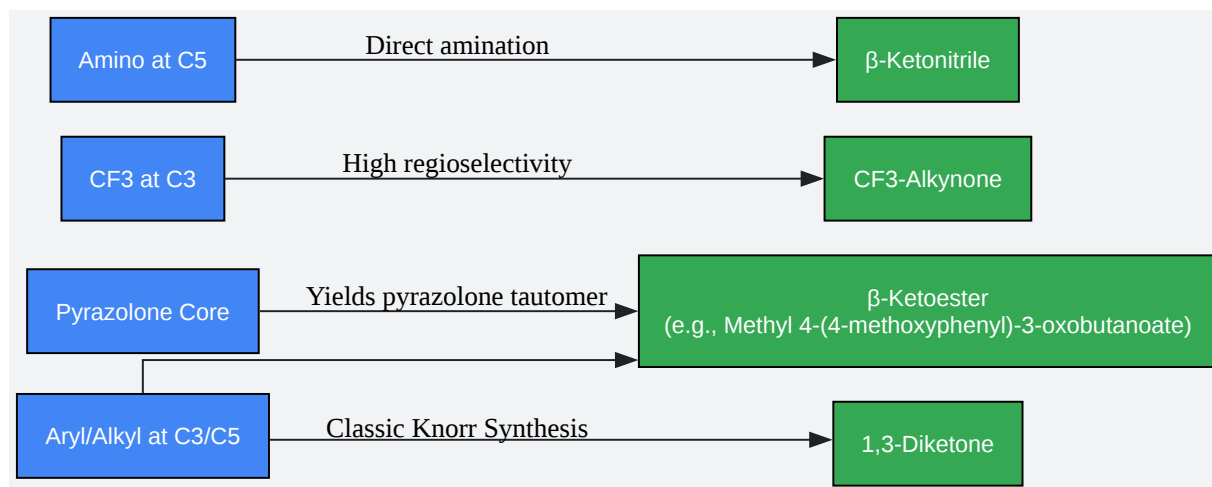 Amino at C5
Direct amination
β-Ketonitrile
CF3 at C3
High regioselectivity
CF3-Alkynone
Pyrazolone Core
Yields pyrazolone tautomer
β-Ketoester
(e.g., Methyl 4-(4-methoxyphenyl)-3-oxobutanoate)
Aryl/Alkyl at C3/C5
Classic Knorr Synthesis
1,3-Diketone